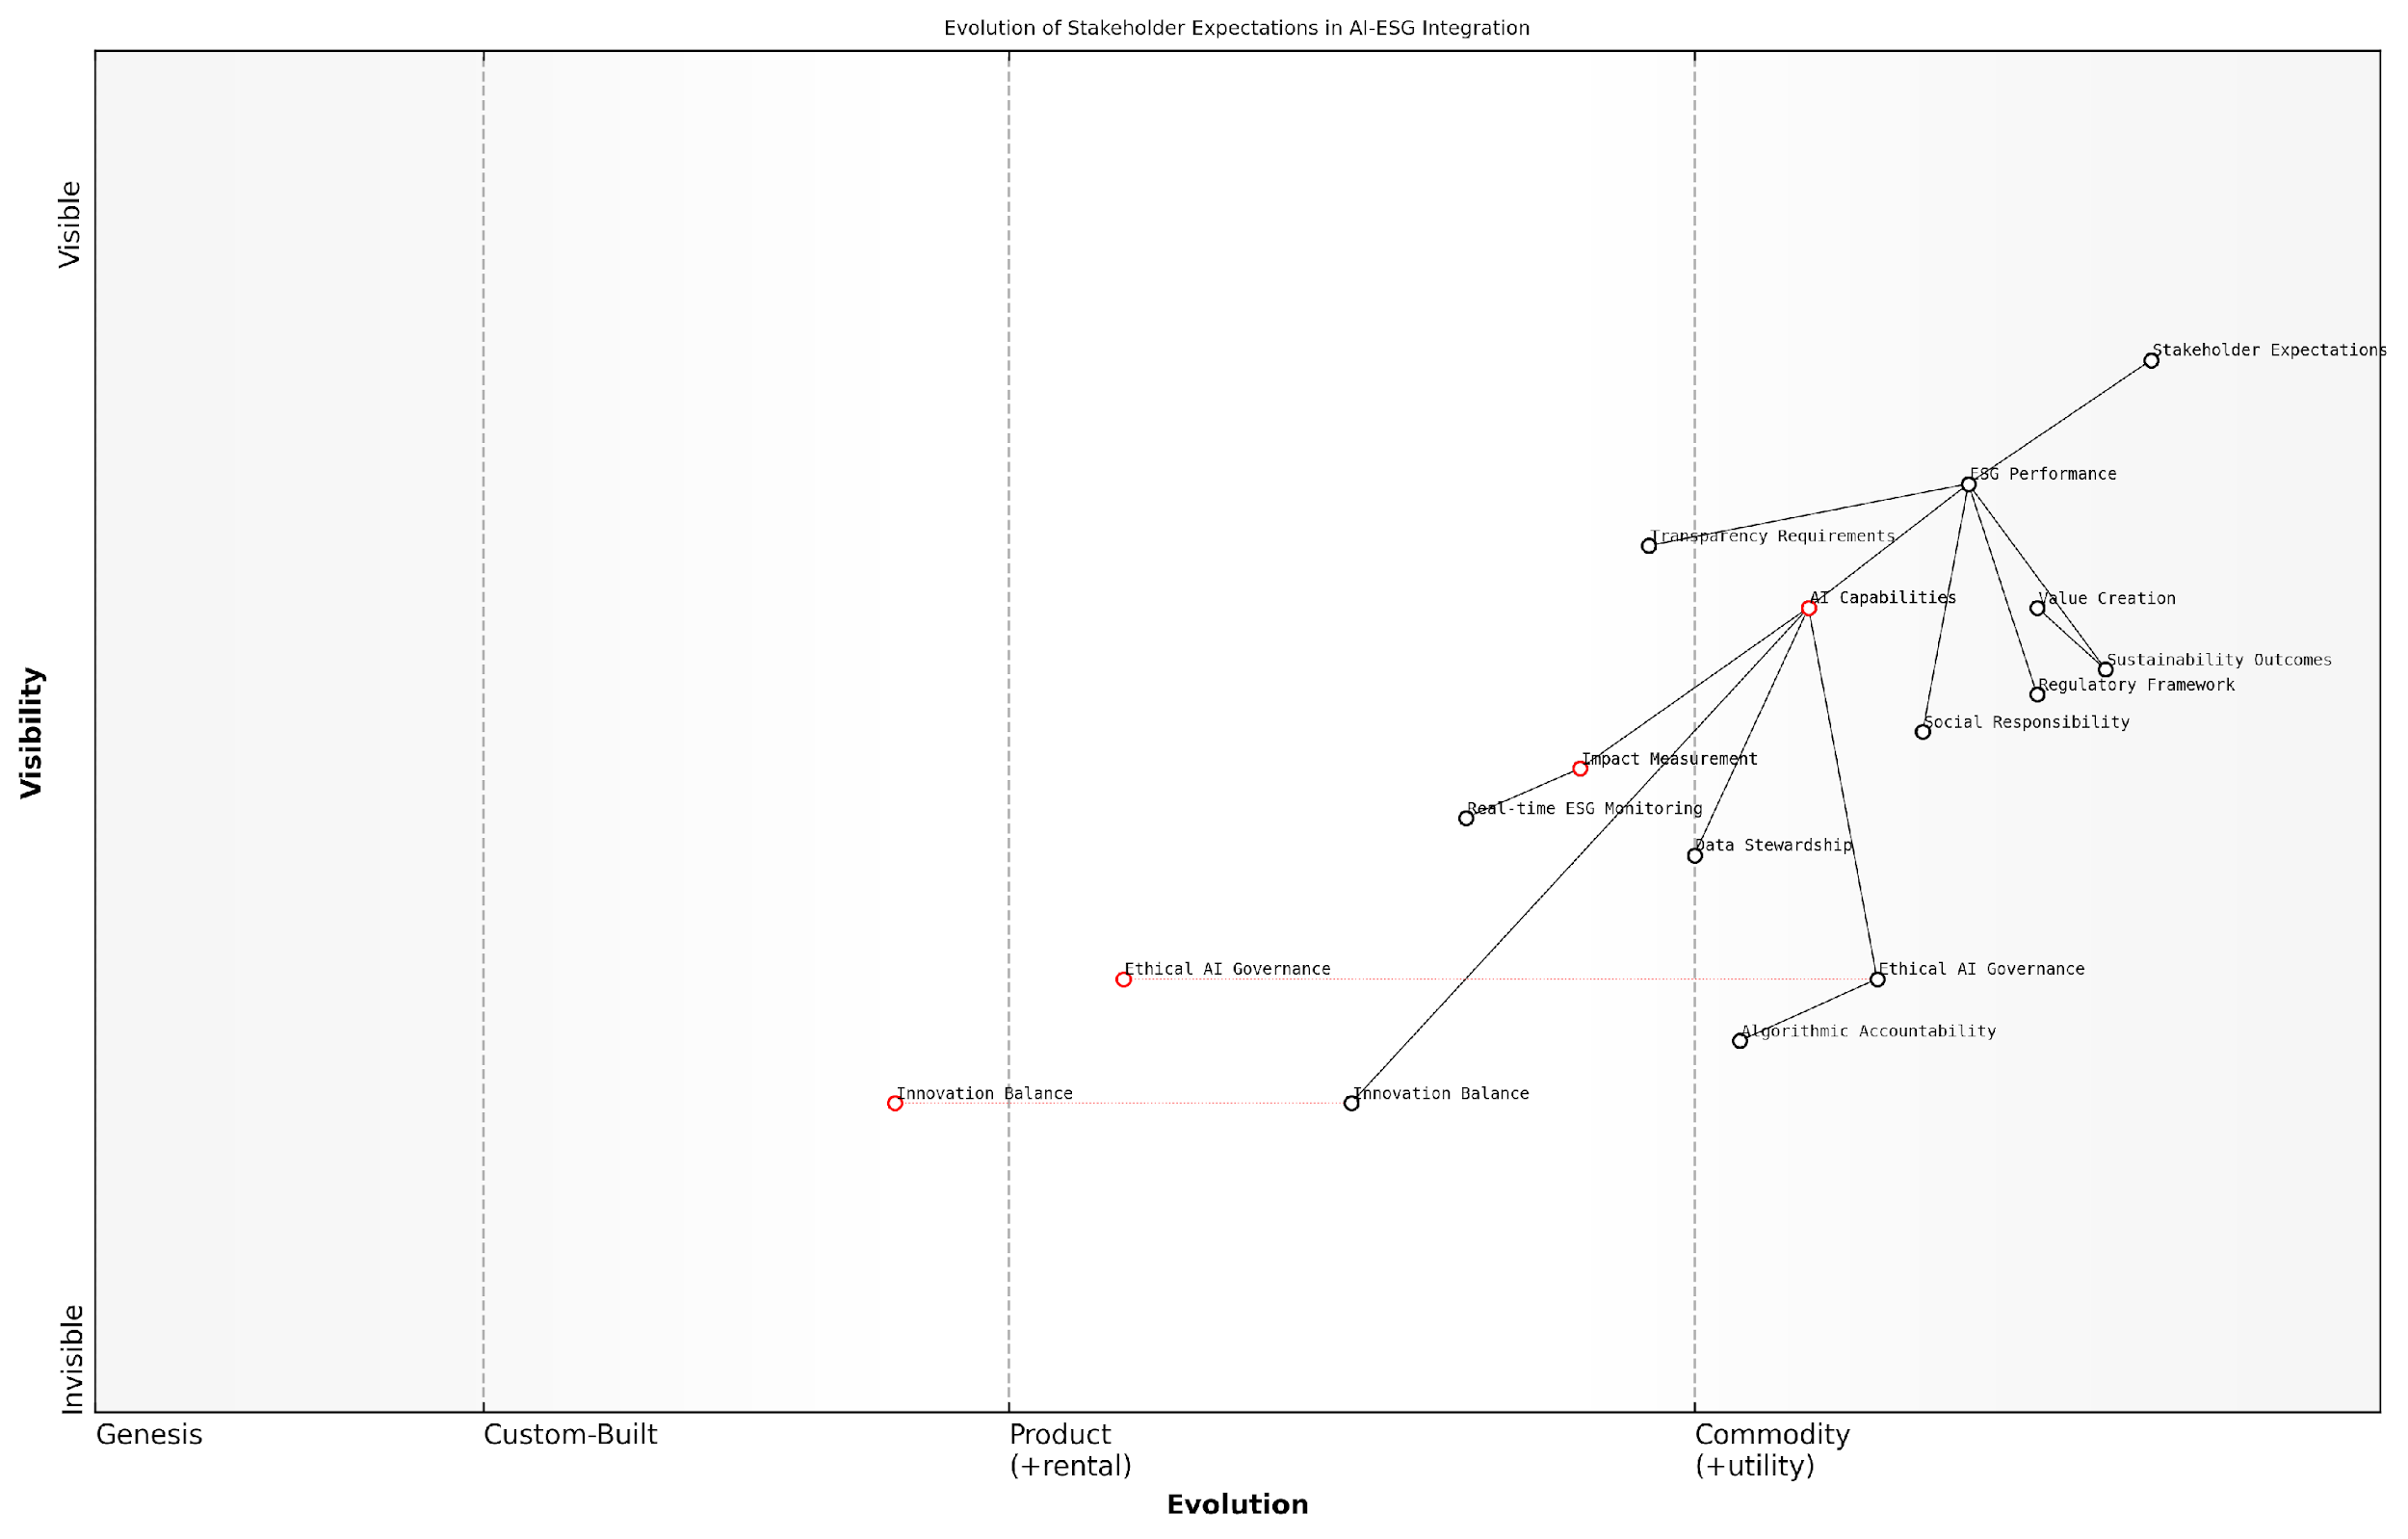 Evolution of Stakeholder Expectations in AI-ESG Integration
Visible
Stakeholder Expectations
ESG Performance
Transparency Requirements
AI Capabilities
Value Creation
Sustainability Outcomes
Regulatory Framework
Social Responsibility
Visibility
Impact Measurement
Real-time ESG Monitoring
Data Stewardship
Ethical AI Governance
Ethical AI Governance
Algorithmic Accountability
Innovation Balance
Innovation Balance
Invisible
Genesis
Custom-Built
Product
(+rental)
Commodity
(+utility)
Evolution